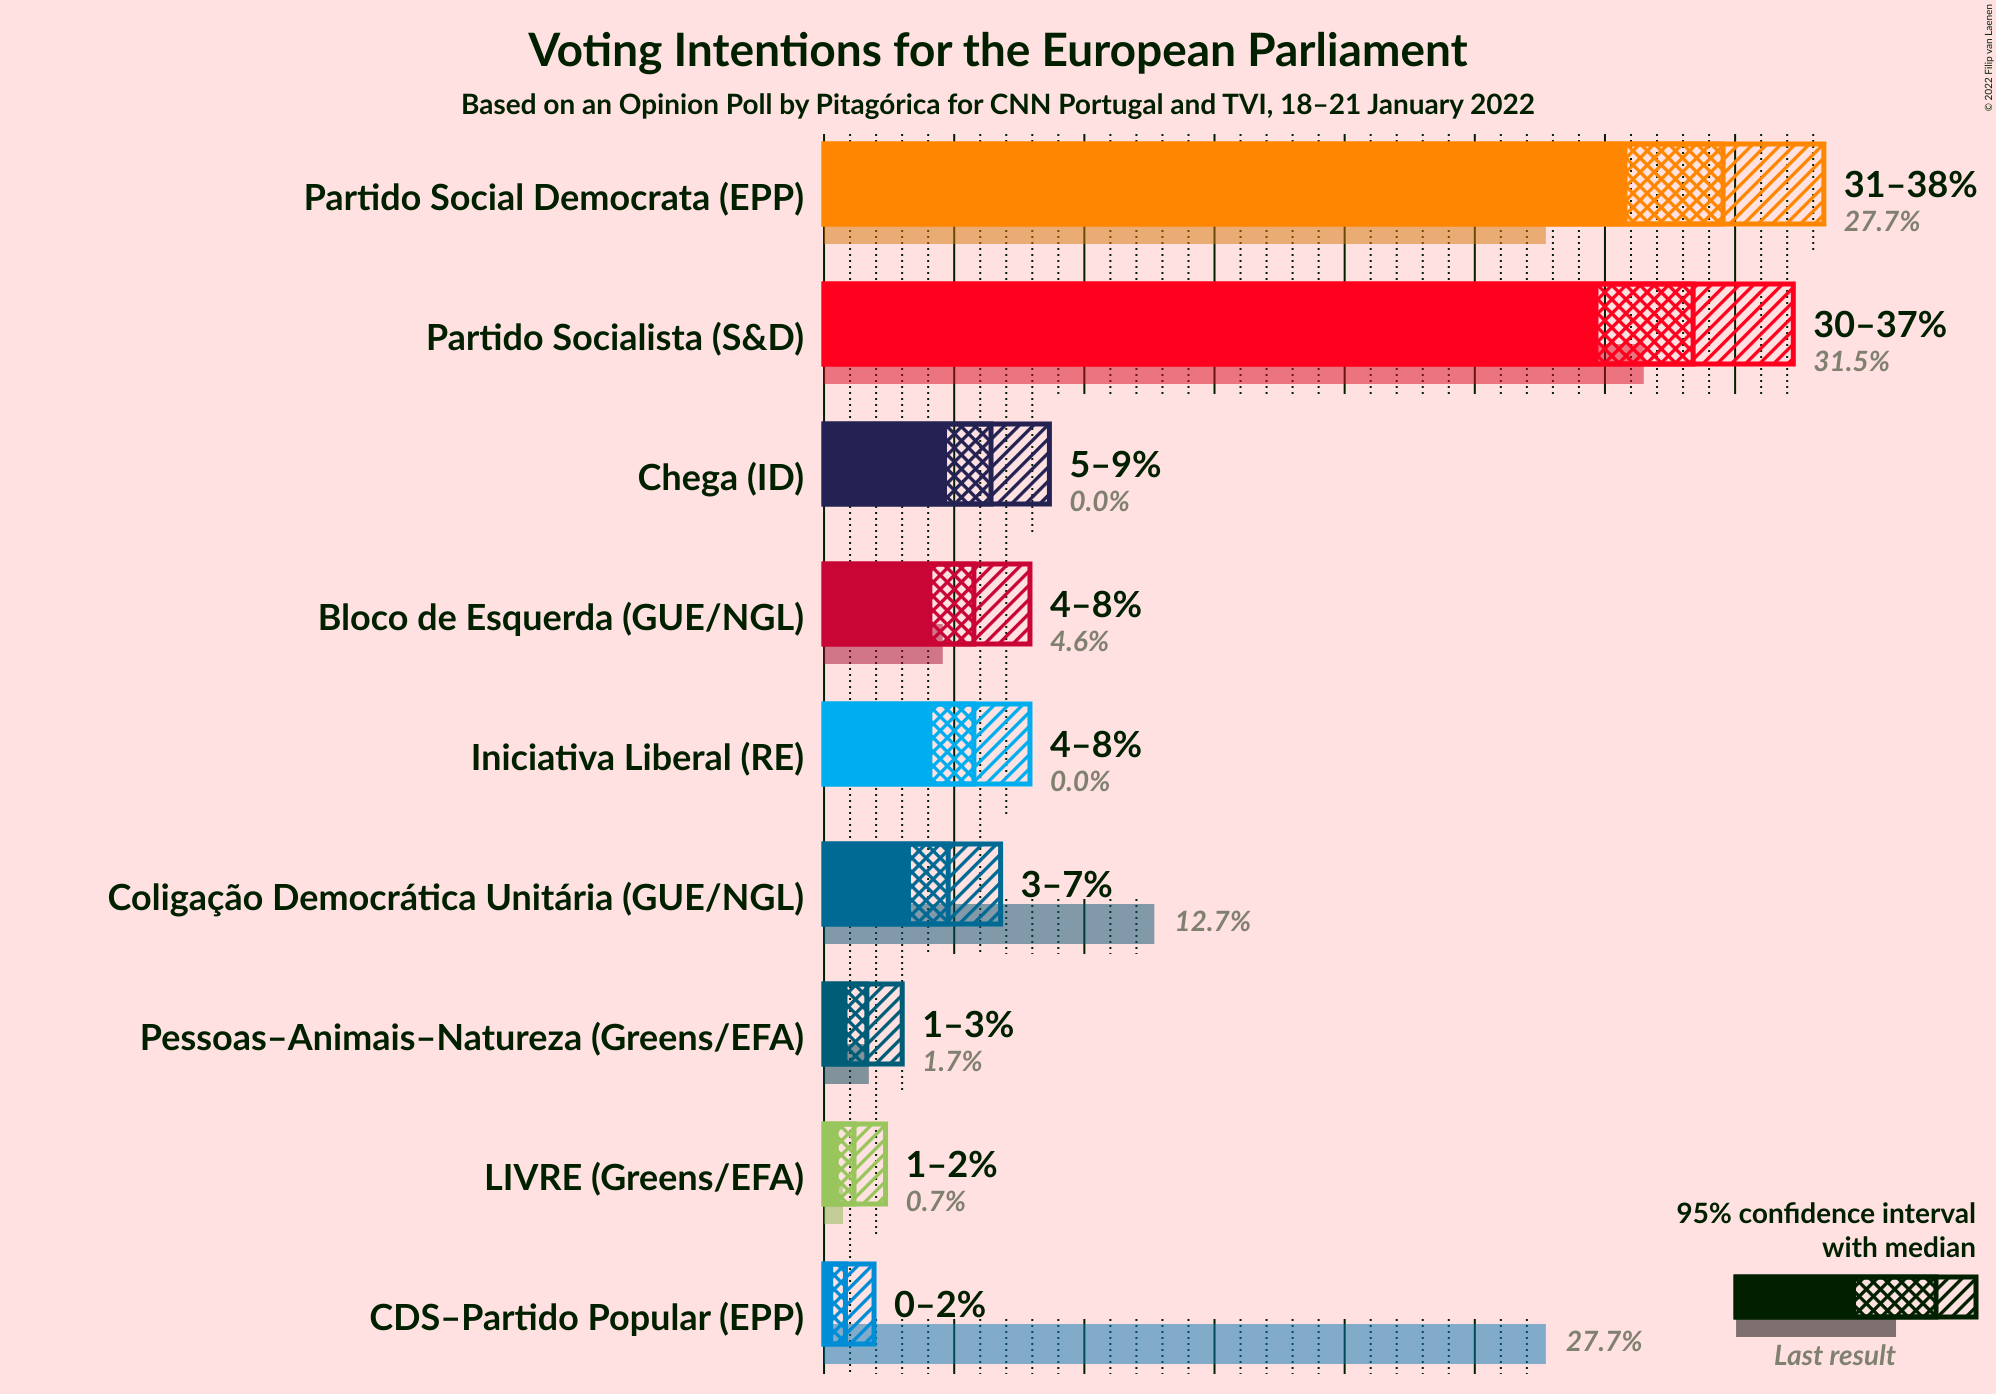 Voting Intentions for the European Parliament
Based on an Opinion Poll by Pitagórica for CNN Portugal and TVI, 18–21 January 2022
© 2022 Filip van Laenen
Partido Social Democrata (EPP)
31–38%
27.7%
Partido Socialista (S&D)
30–37%
31.5%
Chega (ID)
5–9%
0.0%
Bloco de Esquerda (GUE/NGL)
4–8%
4.6%
Iniciativa Liberal (RE)
4–8%
0.0%
Coligação Democrática Unitária (GUE/NGL)
3–7%
12.7%
Pessoas–Animais–Natureza (Greens/EFA)
1–3%
1.7%
LIVRE (Greens/EFA)
1–2%
0.7%
CDS–Partido Popular (EPP)
0–2%
27.7%
95% confidence interval
with median
Last result